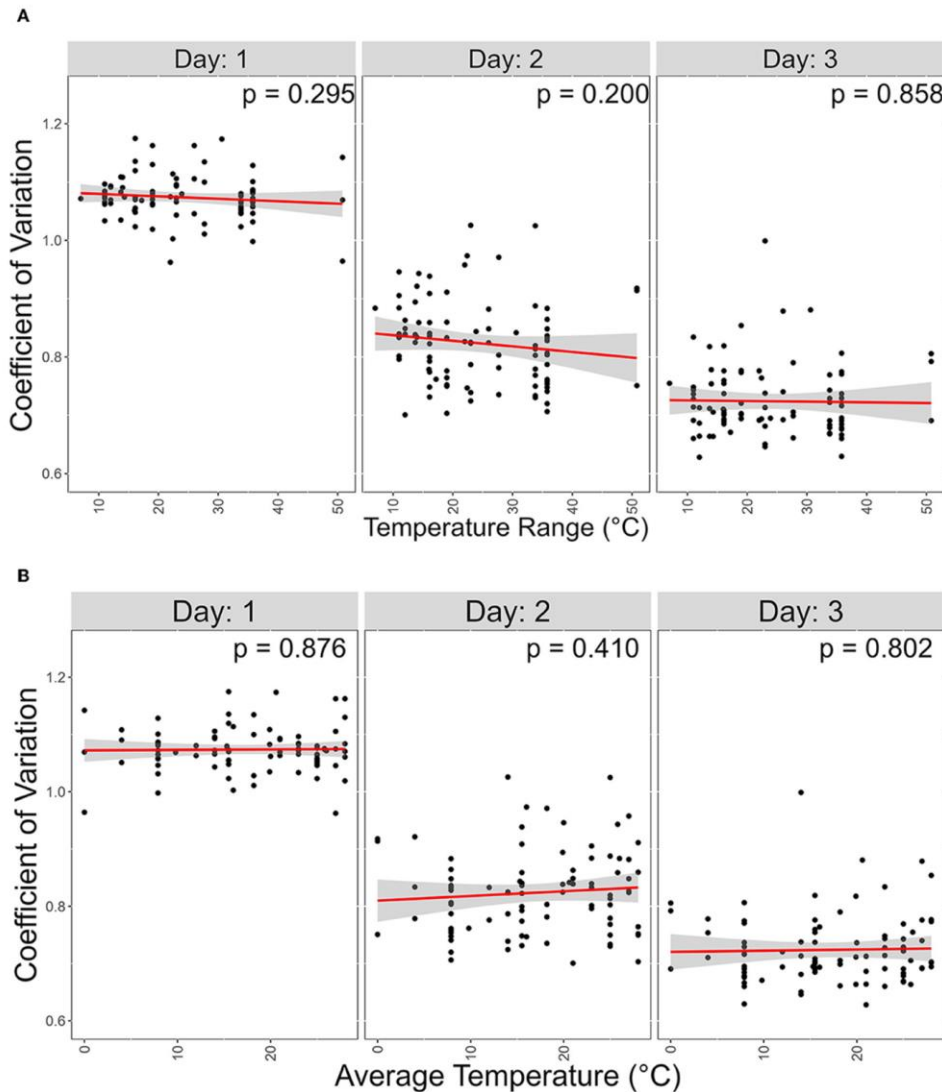 A
Day: 1 Day: 2 Day: 3
p = 0.295 p = 0.200 p = 0.858
Coefficient of Variation
1.2
1.0
0.8
0.6
10 20 30 40 50 10 20 30 40 50 10 20 30 40 50
Temperature Range (°C)
B
Day: 1 Day: 2 Day: 3
p = 0.876 p = 0.410 p = 0.802
Coefficient of Variation
1.2
1.0
0.8
0.6
0 20 0 20 0 20
Average Temperature (°C)